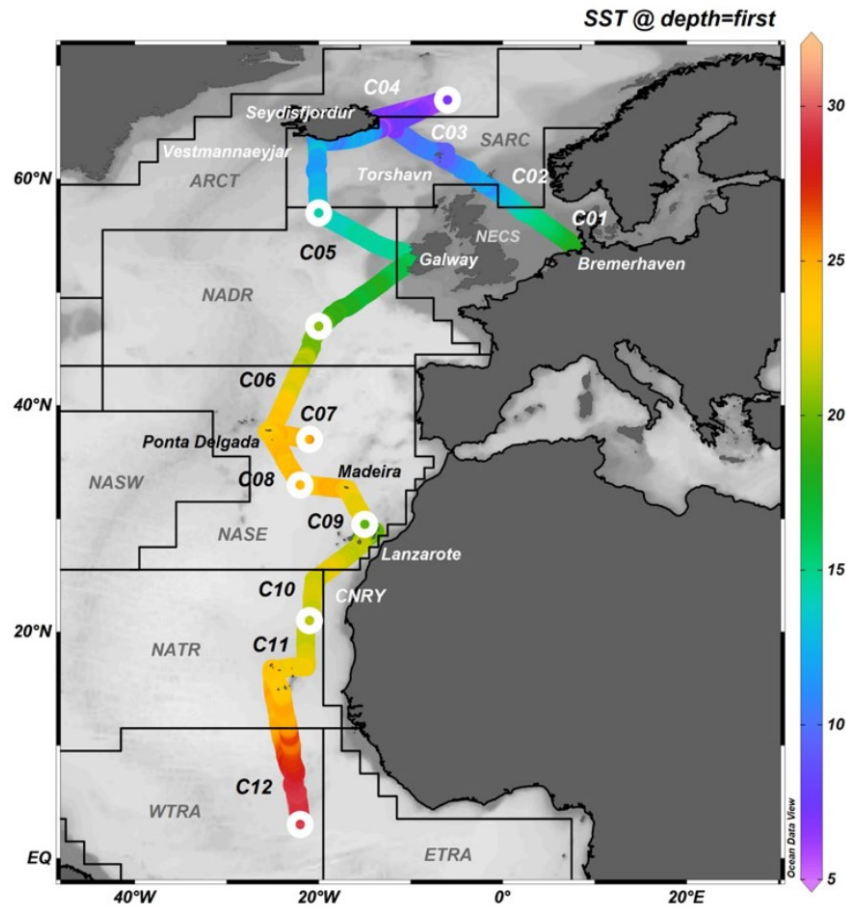 SST @ depth=first
C04
Seydisfjordur
C03
SARC
Vestmannaeyjar
Torshavn
C02
ARCT
60°N
C01
NECS
C05
Galway
Bremerhaven
NADR
C06
40°N
C07
Ponta Delgada
C08
Madeira
NASW
C09
NASE
Lanzarote
C10
CNRY
20°N
C11
NATR
C12
WTRA
EQ
ETRA
40°W
20°W
0°
20°E
Ocean Data View
30
25
20
15
10
5